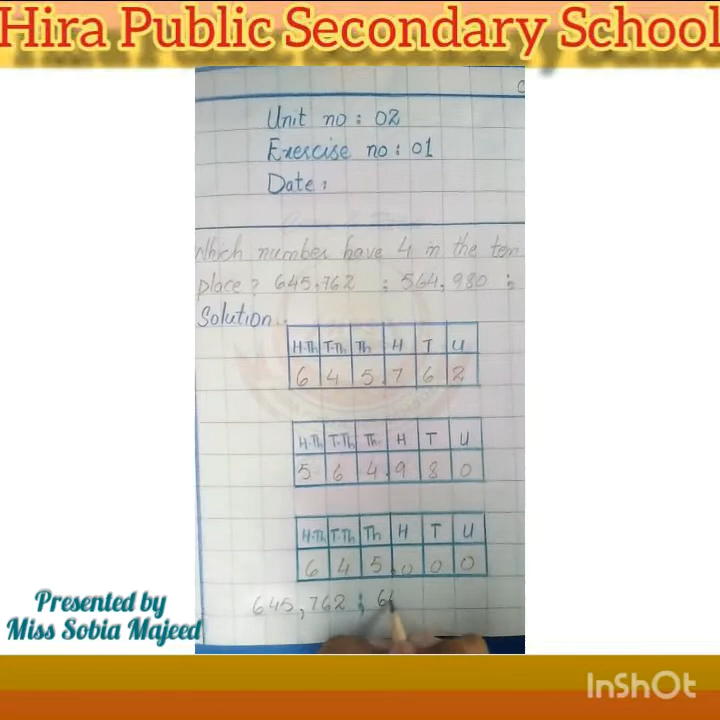 Hira Public Secondary School
Unit no: 02
Exercise no: 01
Date:
Which number have 4 in the ten
place? 645,762 ; 564,980 ;
Solution..
H.Th T.Th Th H T U
6 4 5,7 6 2
H.Th T.Th Th H T U
5 6 4,9 8 0
H.Th T.Th Th H T U
6 4 5,0 0 0
645,762 ; 64
Presented by
Miss Sobia Majeed
InShOt